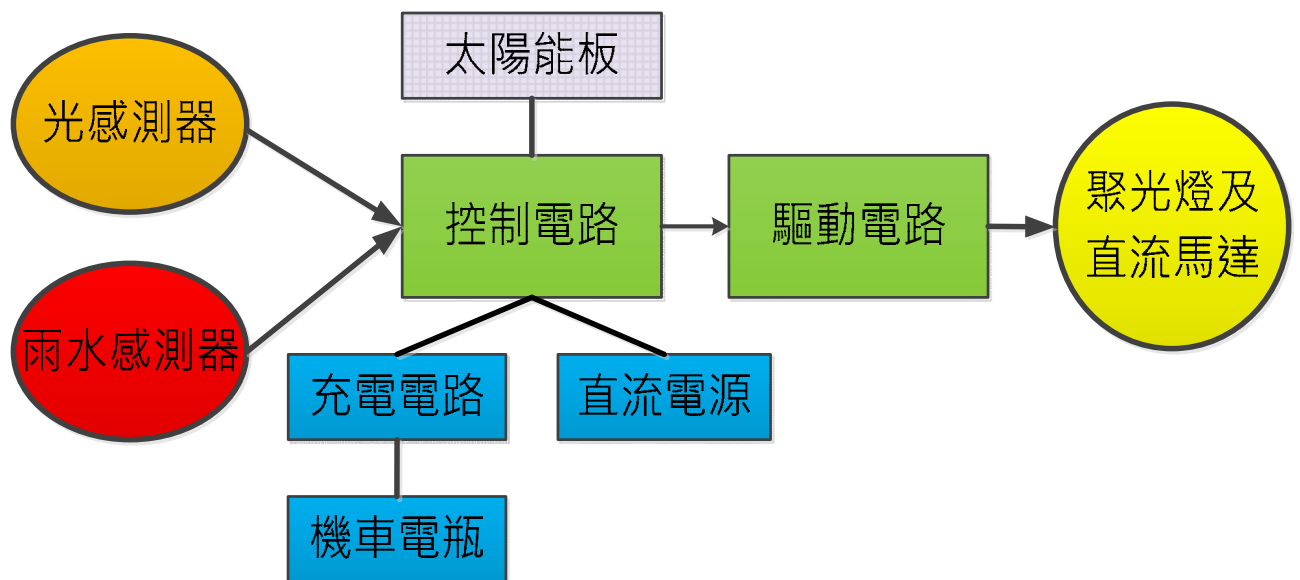 太陽能板
光感測器
控制電路
驅動電路
聚光燈及
直流馬達
雨水感測器
充電電路
直流電源
機車電瓶